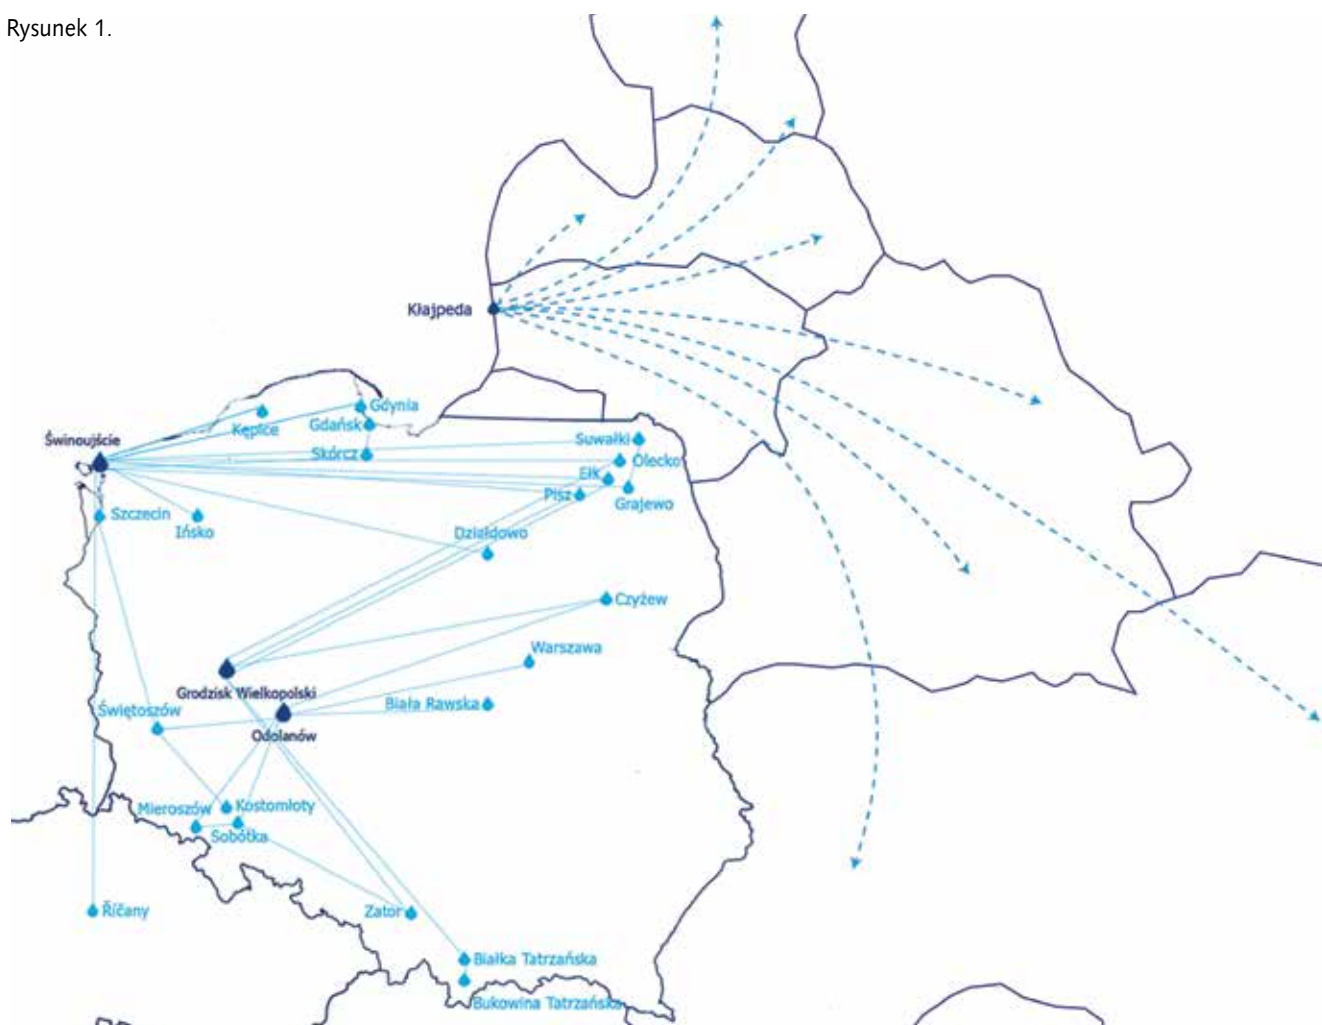 Rysunek 1.
Kłajpeda
Gdynia
Gdańsk
Kępice
Świnoujście
Suwałki
Skórcz
Olecko
Ełk
Pisz
Grajewo
Szczecin
Ińsko
Działdowo
Czyżew
Warszawa
Grodzisk Wielkopolski
Biała Rawska
Świętoszów
Odolanów
Mieroszów
Kostomłoty
Sobótka
Zator
Říčany
Białka Tatrzańska
Bukowina Tatrzańska